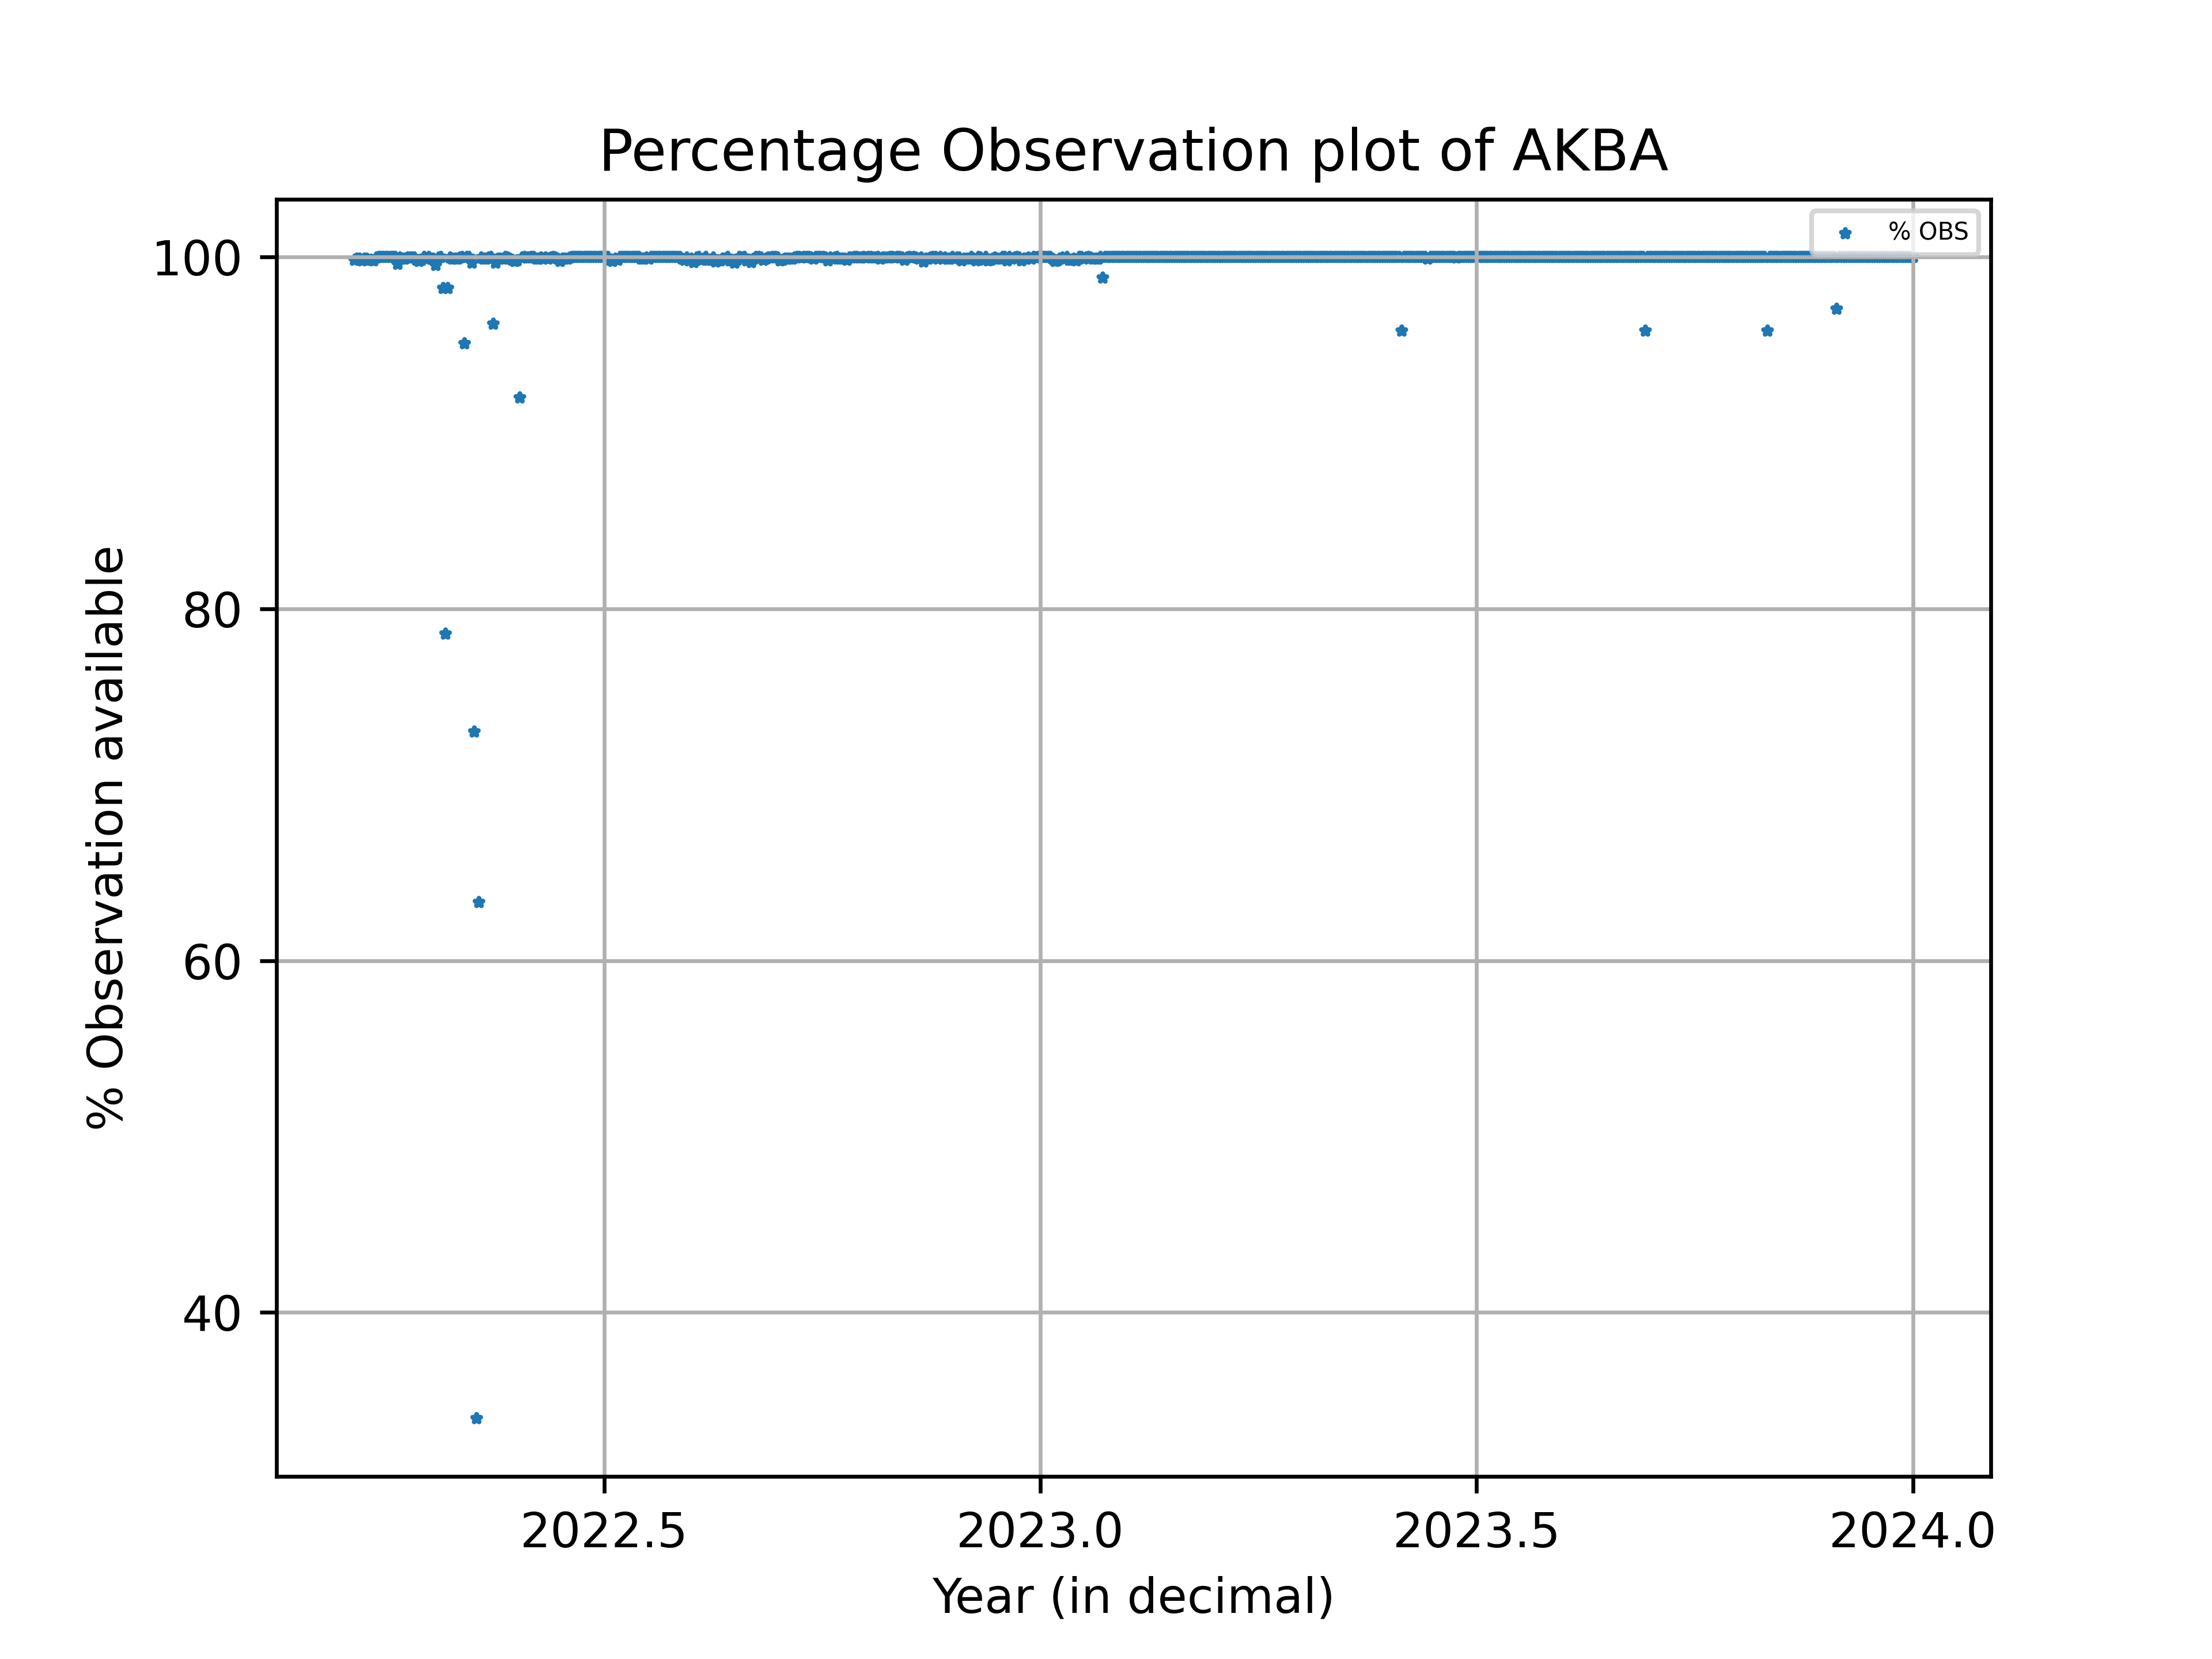 Percentage Observation plot of AKBA
% OBS
100
80
60
40
% Observation available
2022.5 2023.0 2023.5 2024.0
Year (in decimal)